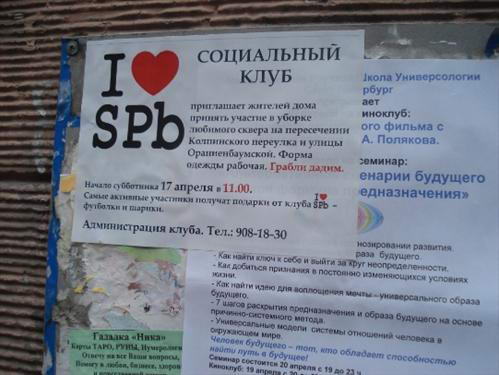 I ❤ SPb
СОЦИАЛЬНЫЙ
КЛУБ
приглашает жителей дома
принять участие в уборке
любимого сквера на пересечении
Колпинского переулка и улицы
Ораниенбаумской. Форма
одежды рабочая. Грабли дадим.
Начало субботника 17 апреля в 11.00.
Самые активные участники получат подарки от клуба I ❤ SPb –
футболки и шарики.
Администрация клуба. Тел.: 908-18-30
Школа Универсологии
рбург
ает
киноклуб:
ого фильма с
А. Полякова.
семинар:
енарии будущего
предназначения»
нозировании развития.
раза будущего.
- Как найти ключ к себе и выйти за круг неопределенности.
- Как добиться признания в постоянно изменяющихся условиях
жизни.
- Как найти идею для воплощения мечты - универсального образа
будущего.
- 7 шагов раскрытия предназначения и образа будущего на основе
причинно-системного метода.
- Универсальные модели системы отношений человека в
окружающем мире.
Человек будущего – тот, кто обладает способностью
найти путь в будущее!
Семинар состоится 20 апреля с 19 до 23 ч
Киноклуб: 19 апреля с
Гадалка «Ника»
Карты ТАРО, РУНЫ, Нумерология
Отвечу на все Ваши вопросы,
Помогу в любви, бизнесе, здоров